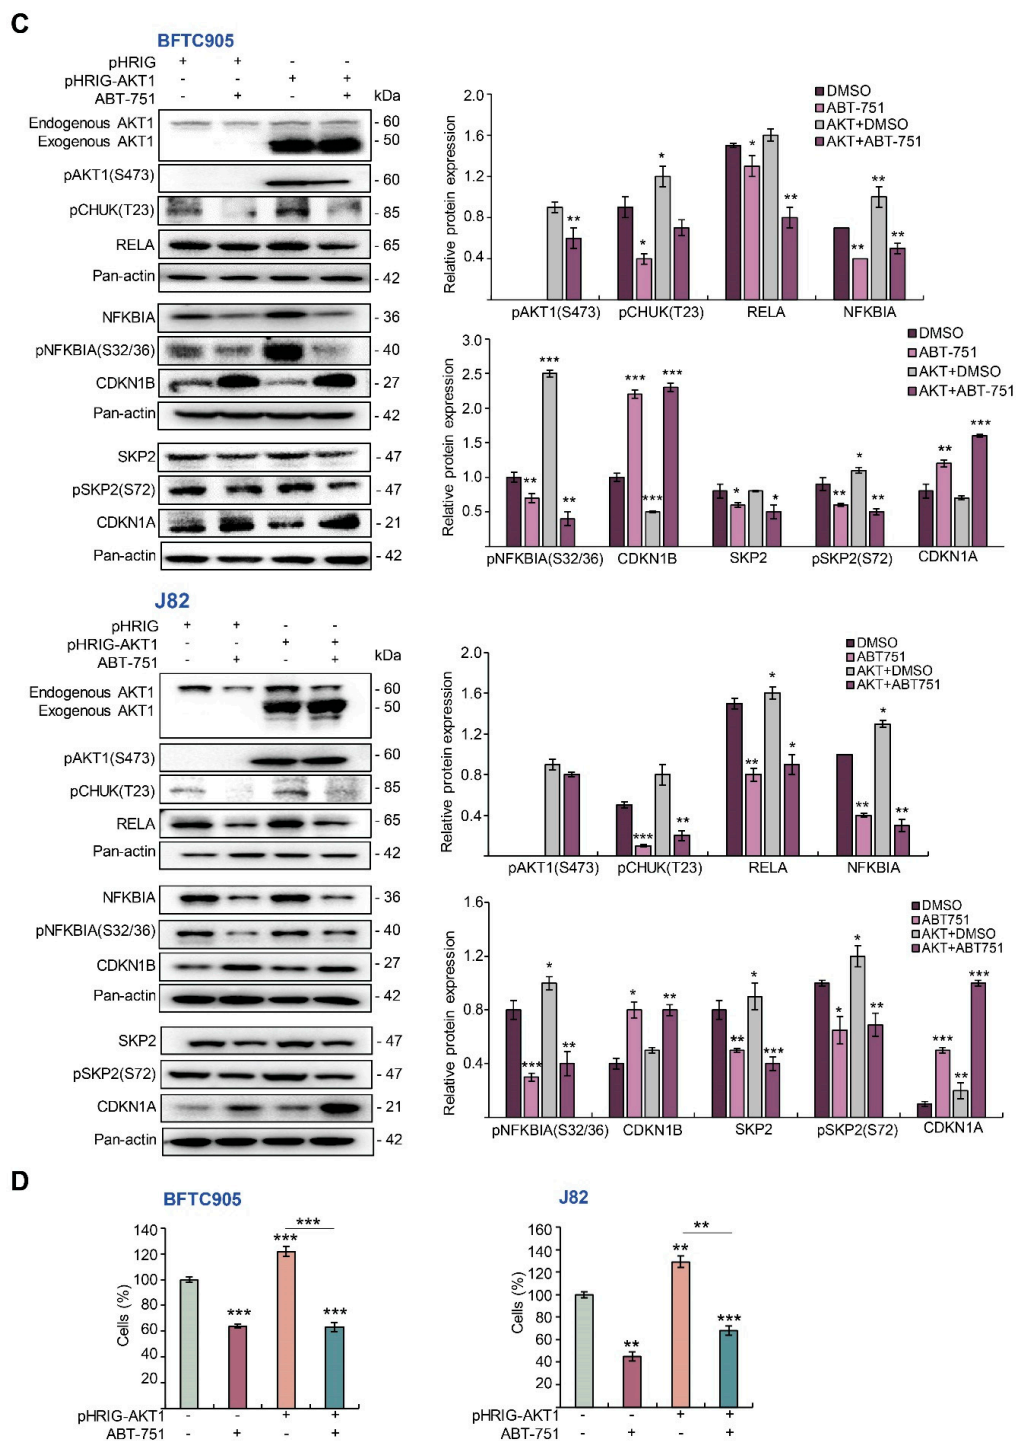 C
BFTC905
pHRIG + + - -
pHRIG-AKT1 - - + +
ABT-751 - + - + kDa
Endogenous AKT1 - 60
Exogenous AKT1 - 50
pAKT1(S473) - 60
pCHUK(T23) - 85
RELA - 65
Pan-actin - 42
NFKBIA - 36
pNFKBIA(S32/36) - 40
CDKN1B - 27
Pan-actin - 42
SKP2 - 47
pSKP2(S72) - 47
CDKN1A - 21
Pan-actin - 42
Relative protein expression
2.0
1.6
1.2
0.8
0.4
DMSO
ABT-751
AKT+DMSO
AKT+ABT-751
** * * * ** ** ** **
pAKT1(S473) pCHUK(T23) RELA NFKBIA
Relative protein expression
3.0
2.5
2.0
1.5
1.0
0.5
DMSO
ABT-751
AKT+DMSO
AKT+ABT-751
** *** ** *** *** *** * * ** * ** ** ***
pNFKBIA(S32/36) CDKN1B SKP2 pSKP2(S72) CDKN1A
J82
pHRIG + + - -
pHRIG-AKT1 - - + +
ABT-751 - + - + kDa
Endogenous AKT1 - 60
Exogenous AKT1 - 50
pAKT1(S473) - 60
pCHUK(T23) - 85
RELA - 65
Pan-actin - 42
NFKBIA - 36
pNFKBIA(S32/36) - 40
CDKN1B - 27
Pan-actin - 42
SKP2 - 47
pSKP2(S72) - 47
CDKN1A - 21
Pan-actin - 42
Relative protein expression
2.0
1.6
1.2
0.8
0.4
DMSO
ABT751
AKT+DMSO
AKT+ABT751
*** ** ** * * ** * **
pAKT1(S473) pCHUK(T23) RELA NFKBIA
Relative protein expression
1.6
1.2
0.8
0.4
DMSO
ABT751
AKT+DMSO
AKT+ABT751
*** * ** * ** ** * *** * * ** *** ** ***
pNFKBIA(S32/36) CDKN1B SKP2 pSKP2(S72) CDKN1A
D
BFTC905
Cells (%)
140
120
100
80
60
40
20
*** *** *** ***
pHRIG-AKT1 - - + +
ABT-751 - + - +
J82
Cells (%)
160
140
120
100
80
60
40
20
** ** ** ***
pHRIG-AKT1 - - + +
ABT-751 - + - +